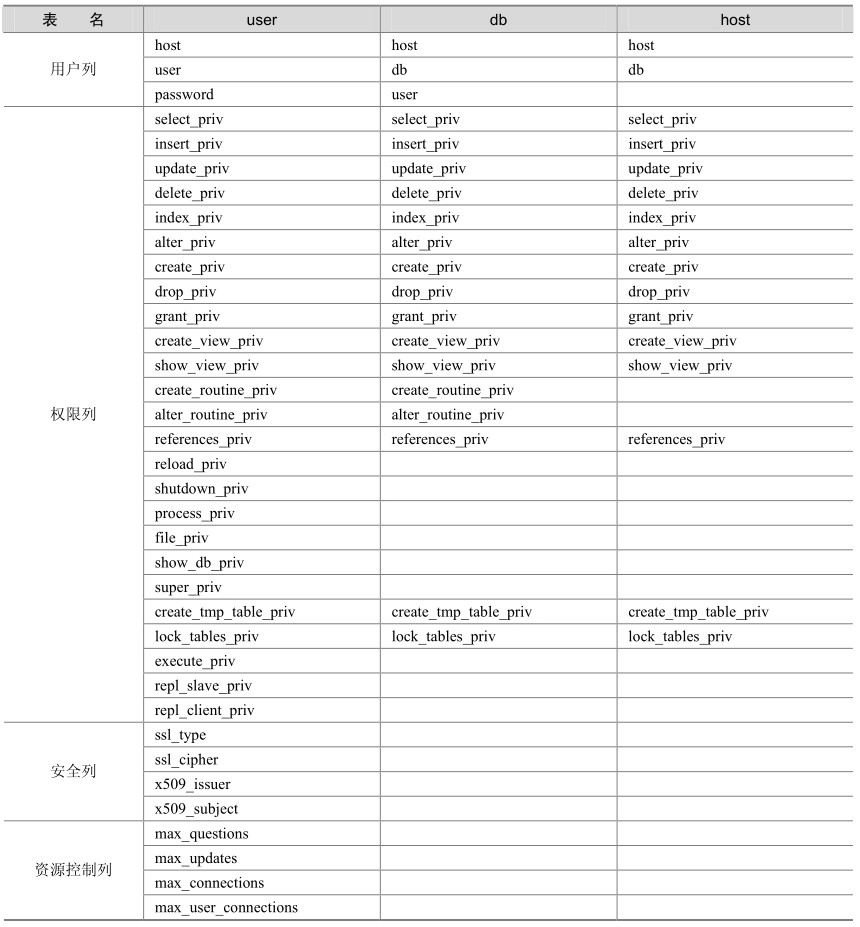 表 名 user db host
用户列
host host host
user db db
password user
权限列
select_priv select_priv select_priv
insert_priv insert_priv insert_priv
update_priv update_priv update_priv
delete_priv delete_priv delete_priv
index_priv index_priv index_priv
alter_priv alter_priv alter_priv
create_priv create_priv create_priv
drop_priv drop_priv drop_priv
grant_priv grant_priv grant_priv
create_view_priv create_view_priv create_view_priv
show_view_priv show_view_priv show_view_priv
create_routine_priv create_routine_priv
alter_routine_priv alter_routine_priv
references_priv references_priv references_priv
reload_priv
shutdown_priv
process_priv
file_priv
show_db_priv
super_priv
create_tmp_table_priv create_tmp_table_priv create_tmp_table_priv
lock_tables_priv lock_tables_priv lock_tables_priv
execute_priv
repl_slave_priv
repl_client_priv
安全列
ssl_type
ssl_cipher
x509_issuer
x509_subject
资源控制列
max_questions
max_updates
max_connections
max_user_connections